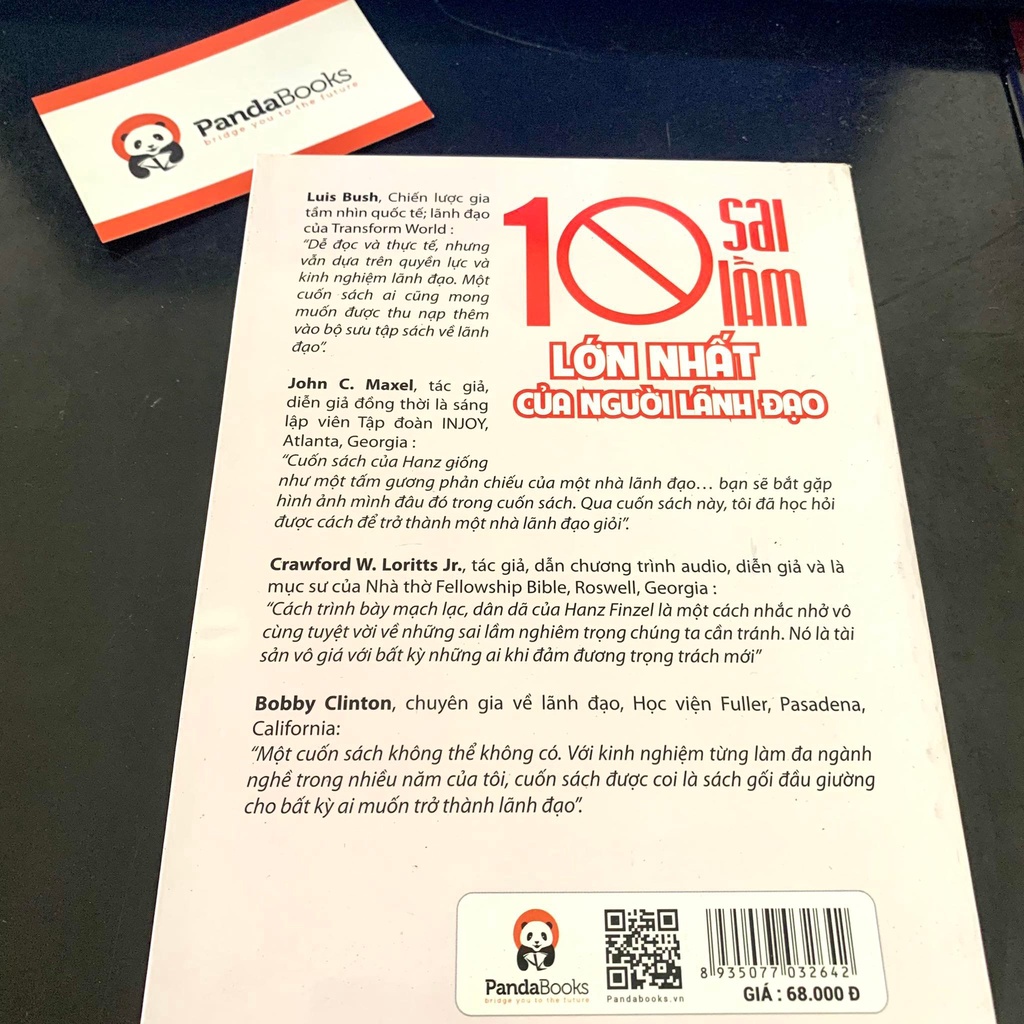 PandaBooks
bridge you to the future
10 sai
lầm
LỚN NHẤT
CỦA NGƯỜI LÃNH ĐẠO
Luis Bush, Chiến lược gia
tầm nhìn quốc tế; lãnh đạo
của Transform World :
“Dễ đọc và thực tế, nhưng
vẫn dựa trên quyền lực và
kinh nghiệm lãnh đạo. Một
cuốn sách ai cũng mong
muốn được thu nạp thêm
vào bộ sưu tập sách về lãnh
đạo”.
John C. Maxel, tác giả,
diễn giả đồng thời là sáng
lập viên Tập đoàn INJOY,
Atlanta, Georgia :
“Cuốn sách của Hanz giống
như một tấm gương phản chiếu của một nhà lãnh đạo… bạn sẽ bắt gặp
hình ảnh mình đâu đó trong cuốn sách. Qua cuốn sách này, tôi đã học hỏi
được cách để trở thành một nhà lãnh đạo giỏi”.
Crawford W. Loritts Jr., tác giả, dẫn chương trình audio, diễn giả và là
mục sư của Nhà thờ Fellowship Bible, Roswell, Georgia :
“Cách trình bày mạch lạc, dân dã của Hanz Finzel là một cách nhắc nhở vô
cùng tuyệt vời về những sai lầm nghiêm trọng chúng ta cần tránh. Nó là tài
sản vô giá với bất kỳ những ai khi đảm đương trọng trách mới”
Bobby Clinton, chuyên gia về lãnh đạo, Học viện Fuller, Pasadena,
California:
“Một cuốn sách không thể không có. Với kinh nghiệm từng làm đa ngành
nghề trong nhiều năm của tôi, cuốn sách được coi là sách gối đầu giường
cho bất kỳ ai muốn trở thành lãnh đạo”.
PandaBooks
bridge you to the future
Pandabooks.vn
8 935077 032642
GIÁ : 68.000 Đ